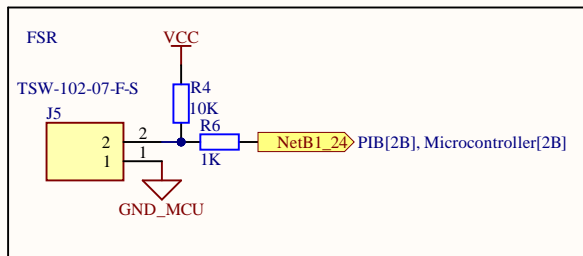 FSR
VCC
TSW-102-07-F-S
R4
10K
J5
R6
2
2
NetB1_24
PIB[2B], Microcontroller[2B]
1
1
1K
GND_MCU